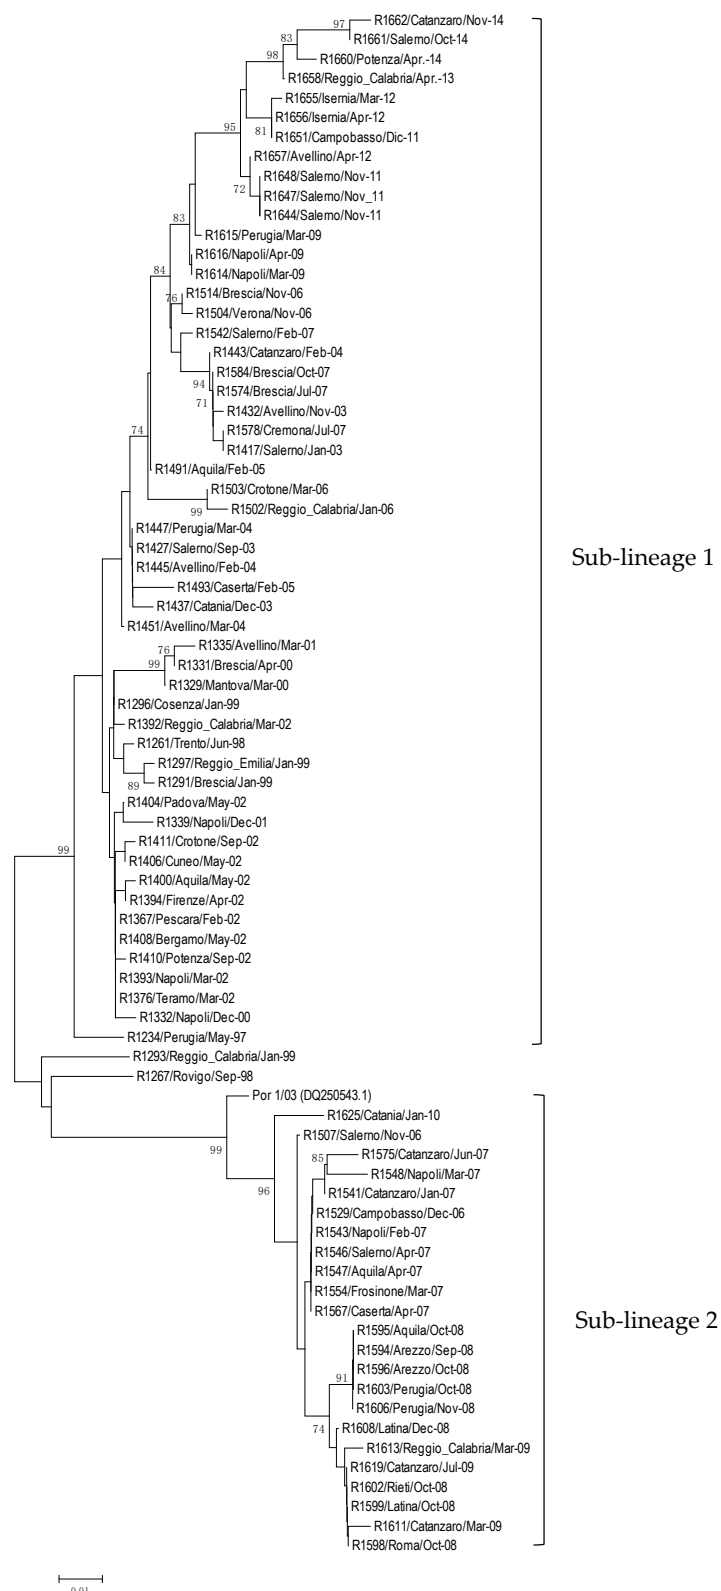 97
R1662/Catanzaro/Nov-14
83
R1661/Salerno/Oct-14
98
R1660/Potenza/Apr.-14
R1658/Reggio_Calabria/Apr.-13
R1655/Isernia/Mar-12
R1656/Isernia/Apr-12
95
81
R1651/Campobasso/Dic-11
R1657/Avellino/Apr-12
R1648/Salerno/Nov-11
72
R1647/Salerno/Nov_11
R1644/Salerno/Nov-11
83
R1615/Perugia/Mar-09
R1616/Napoli/Apr-09
84
R1614/Napoli/Mar-09
76
R1514/Brescia/Nov-06
R1504/Verona/Nov-06
R1542/Salerno/Feb-07
R1443/Catanzaro/Feb-04
R1584/Brescia/Oct-07
94
R1574/Brescia/Jul-07
71
R1432/Avellino/Nov-03
74
R1578/Cremona/Jul-07
R1417/Salerno/Jan-03
R1491/Aquila/Feb-05
R1503/Crotone/Mar-06
99
R1502/Reggio_Calabria/Jan-06
R1447/Perugia/Mar-04
R1427/Salerno/Sep-03
Sub-lineage 1
R1445/Avellino/Feb-04
R1493/Caserta/Feb-05
R1437/Catania/Dec-03
R1451/Avellino/Mar-04
76
R1335/Avellino/Mar-01
99
R1331/Brescia/Apr-00
R1329/Mantova/Mar-00
R1296/Cosenza/Jan-99
R1392/Reggio_Calabria/Mar-02
R1261/Trento/Jun-98
R1297/Reggio_Emilia/Jan-99
89
R1291/Brescia/Jan-99
R1404/Padova/May-02
R1339/Napoli/Dec-01
R1411/Crotone/Sep-02
99
R1406/Cuneo/May-02
R1400/Aquila/May-02
R1394/Firenze/Apr-02
R1367/Pescara/Feb-02
R1408/Bergamo/May-02
R1410/Potenza/Sep-02
R1393/Napoli/Mar-02
R1376/Teramo/Mar-02
R1332/Napoli/Dec-00
R1234/Perugia/May-97
R1293/Reggio_Calabria/Jan-99
R1267/Rovigo/Sep-98
Por 1/03 (DQ250543.1)
R1625/Catania/Jan-10
99
R1507/Salerno/Nov-06
85
R1575/Catanzaro/Jun-07
R1548/Napoli/Mar-07
96
R1541/Catanzaro/Jan-07
R1529/Campobasso/Dec-06
R1543/Napoli/Feb-07
R1546/Salerno/Apr-07
R1547/Aquila/Apr-07
R1554/Frosinone/Mar-07
R1567/Caserta/Apr-07
Sub-lineage 2
R1595/Aquila/Oct-08
R1594/Arezzo/Sep-08
R1596/Arezzo/Oct-08
91
R1603/Perugia/Oct-08
R1606/Perugia/Nov-08
74
R1608/Latina/Dec-08
R1613/Reggio_Calabria/Mar-09
R1619/Catanzaro/Jul-09
R1602/Rieti/Oct-08
R1599/Latina/Oct-08
R1611/Catanzaro/Mar-09
R1598/Roma/Oct-08